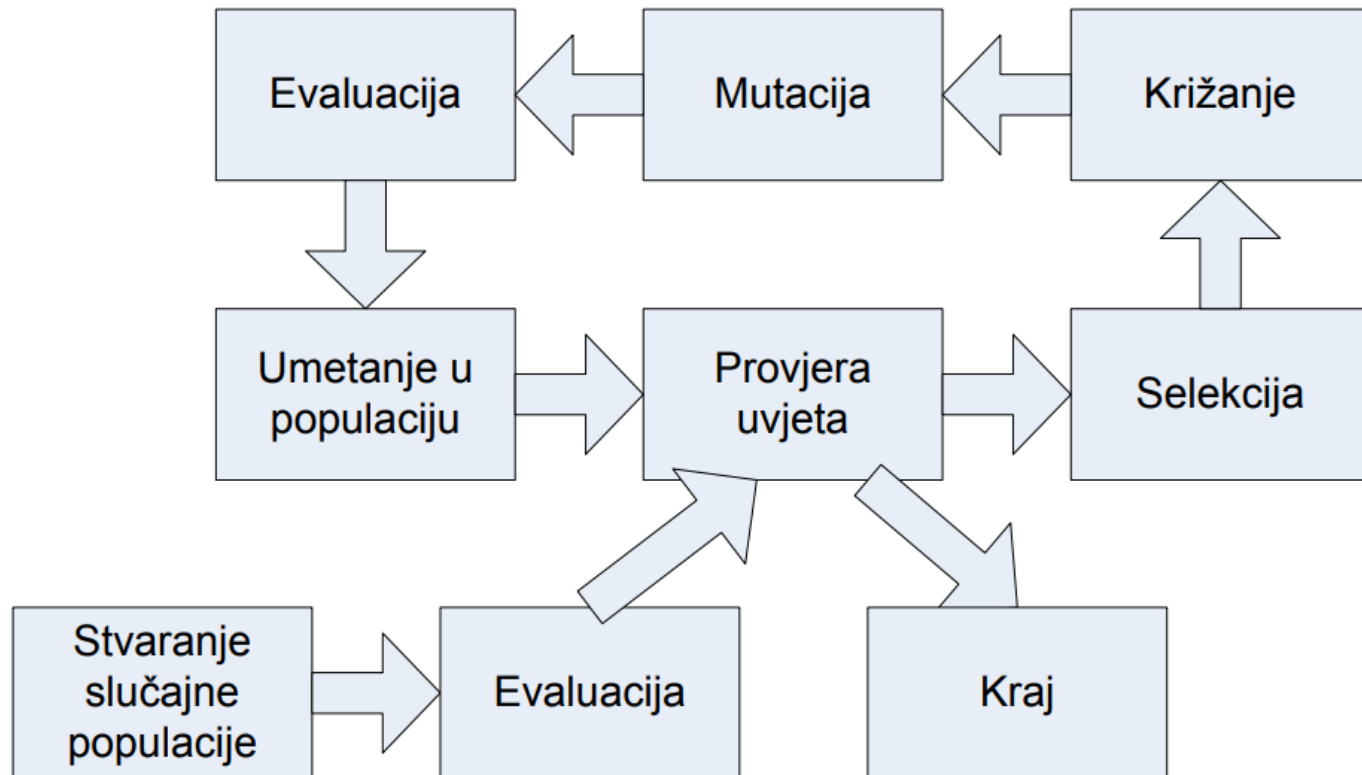 Evaluacija
Mutacija
Križanje
Umetanje u
populaciju
Provjera
uvjeta
Selekcija
Stvaranje
slučajne
populacije
Evaluacija
Kraj